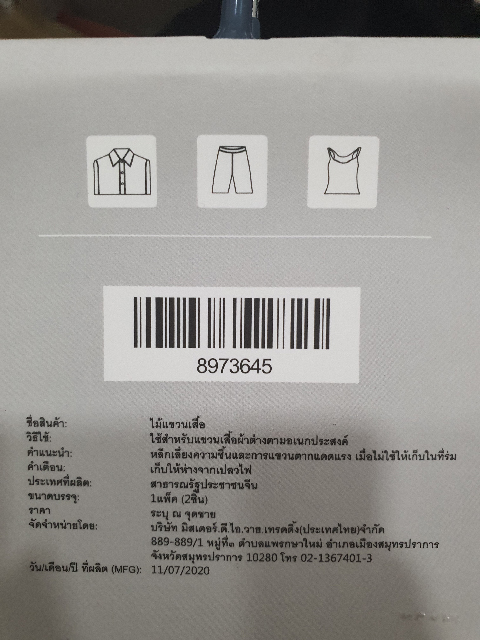 8973645
ชื่อสินค้า: ไม้แขวนเสื้อ
วิธีใช้: ใช้สำหรับแขวนเสื้อผ้าต่างตามอเนกประสงค์
คำแนะนำ: หลีกเลี่ยงความชื้นและการแขวนตากแดดแรง เมื่อไม่ใช้ให้เก็บในที่ร่ม
คำเตือน: เก็บให้ห่างจากเปลวไฟ
ประเทศที่ผลิต: สาธารณรัฐประชาชนจีน
ขนาดบรรจุ: 1แพ็ค (2ชิ้น)
ราคา ระบุ ณ จุดขาย
จัดจำหน่ายโดย: บริษัท มิสเตอร์.ดี.ไอ.วาย.เทรดดิ้ง(ประเทศไทย)จำกัด
889-889/1 หมู่ที่๑ ตำบลแพรกษาใหม่ อำเภอเมืองสมุทรปราการ
จังหวัดสมุทรปราการ 10280 โทร 02-1367401-3
วัน/เดือน/ปี ที่ผลิต (MFG): 11/07/2020